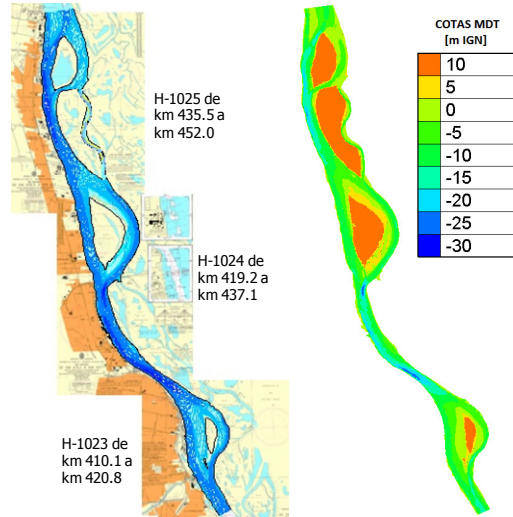 H-1025 de
km 435.5 a
km 452.0
H-1024 de
km 419.2 a
km 437.1
H-1023 de
km 410.1 a
km 420.8
COTAS MDT
[m IGN]
10
5
0
-5
-10
-15
-20
-25
-30